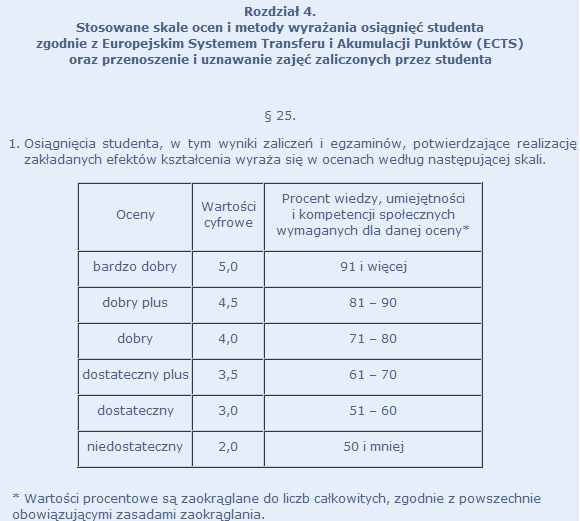 Rozdział 4.
Stosowane skale ocen i metody wyrażania osiągnięć studenta
zgodnie z Europejskim Systemem Transferu i Akumulacji Punktów (ECTS)
oraz przenoszenie i uznawanie zajęć zaliczonych przez studenta
§ 25.
1. Osiągnięcia studenta, w tym wyniki zaliczeń i egzaminów, potwierdzające realizację
zakładanych efektów kształcenia wyraża się w ocenach według następującej skali.
Oceny Wartości cyfrowe Procent wiedzy, umiejętności i kompetencji społecznych wymaganych dla danej oceny*
bardzo dobry 5,0 91 i więcej
dobry plus 4,5 81 – 90
dobry 4,0 71 – 80
dostateczny plus 3,5 61 – 70
dostateczny 3,0 51 – 60
niedostateczny 2,0 50 i mniej
* Wartości procentowe są zaokrąglane do liczb całkowitych, zgodnie z powszechnie
obowiązującymi zasadami zaokrąglania.